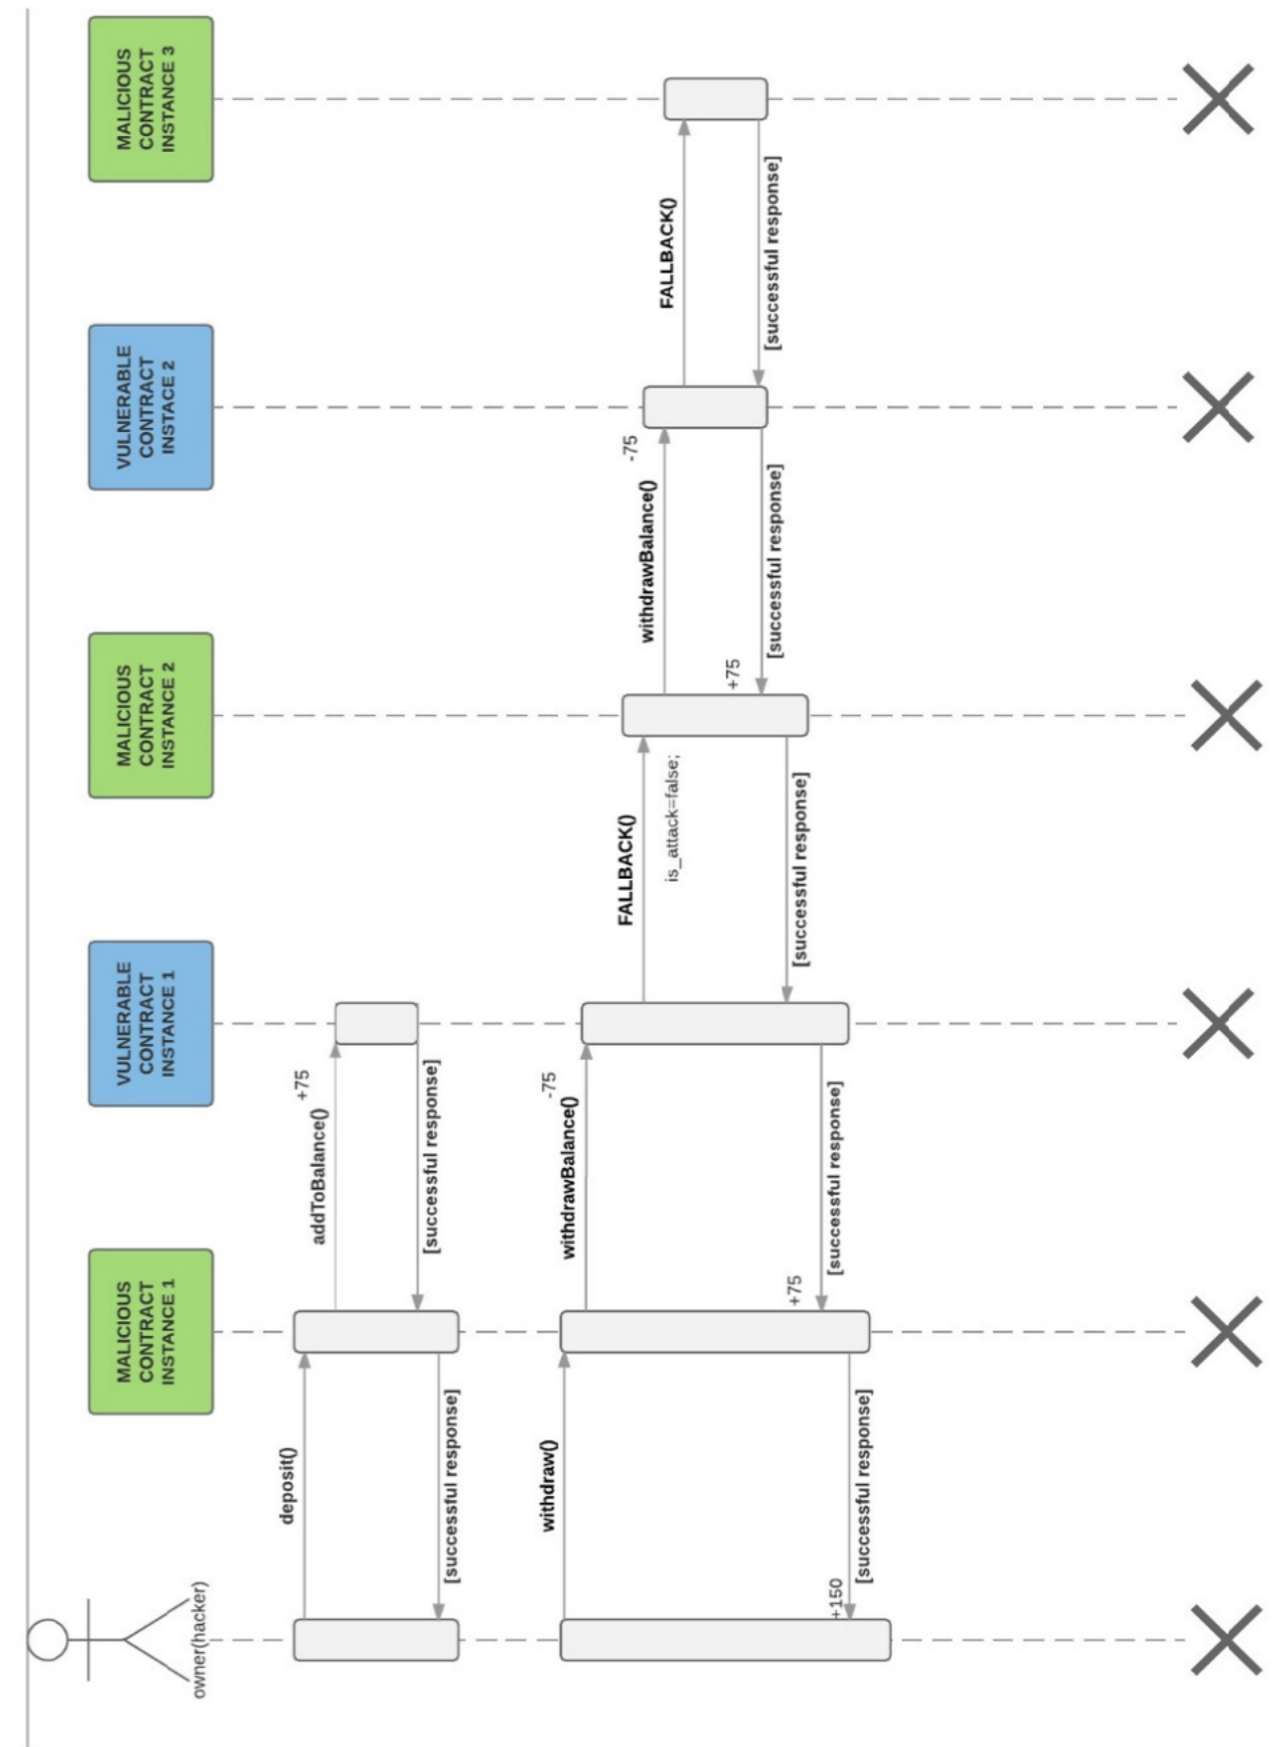 owner(hacker)
MALICIOUS
CONTRACT
INSTANCE 1
VULNERABLE
CONTRACT
INSTANCE 1
MALICIOUS
CONTRACT
INSTANCE 2
VULNERABLE
CONTRACT
INSTACE 2
MALICIOUS
CONTRACT
INSTANCE 3
deposit()
addToBalance()
+75
[successful response]
[successful response]
withdraw()
withdrawBalance()
-75
FALLBACK()
is_attack=false;
withdrawBalance()
-75
FALLBACK()
[successful response]
[successful response]
+75
[successful response]
[successful response]
+75
[successful response]
+150